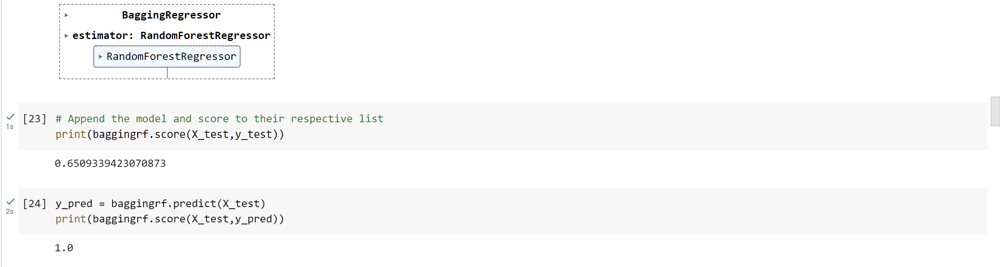 BaggingRegressor
estimator: RandomForestRegressor
RandomForestRegressor
[23] # Append the model and score to their respective list
1s
print(baggingrf.score(X_test,y_test))
0.6509339423070873
[24] y_pred = baggingrf.predict(X_test)
2s
print(baggingrf.score(X_test,y_pred))
1.0